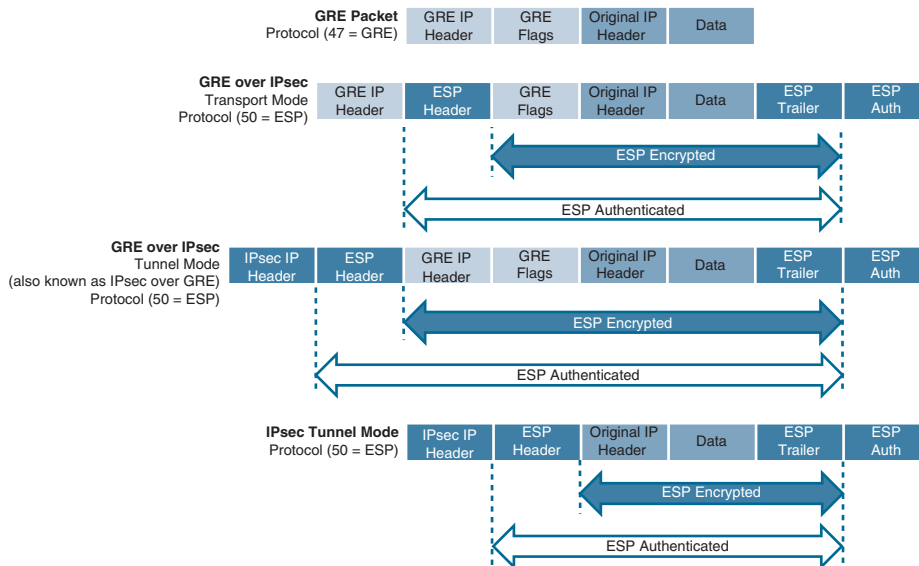 GRE Packet
Protocol (47 = GRE)
GRE IP Header
GRE Flags
Original IP Header
Data
GRE over IPsec
Transport Mode
Protocol (50 = ESP)
GRE IP Header
ESP Header
GRE Flags
Original IP Header
Data
ESP Trailer
ESP Auth
ESP Encrypted
ESP Authenticated
GRE over IPsec
Tunnel Mode
(also known as IPsec over GRE)
Protocol (50 = ESP)
IPsec IP Header
ESP Header
GRE IP Header
GRE Flags
Original IP Header
Data
ESP Trailer
ESP Auth
ESP Encrypted
ESP Authenticated
IPsec Tunnel Mode
Protocol (50 = ESP)
IPsec IP Header
ESP Header
Original IP Header
Data
ESP Trailer
ESP Auth
ESP Encrypted
ESP Authenticated